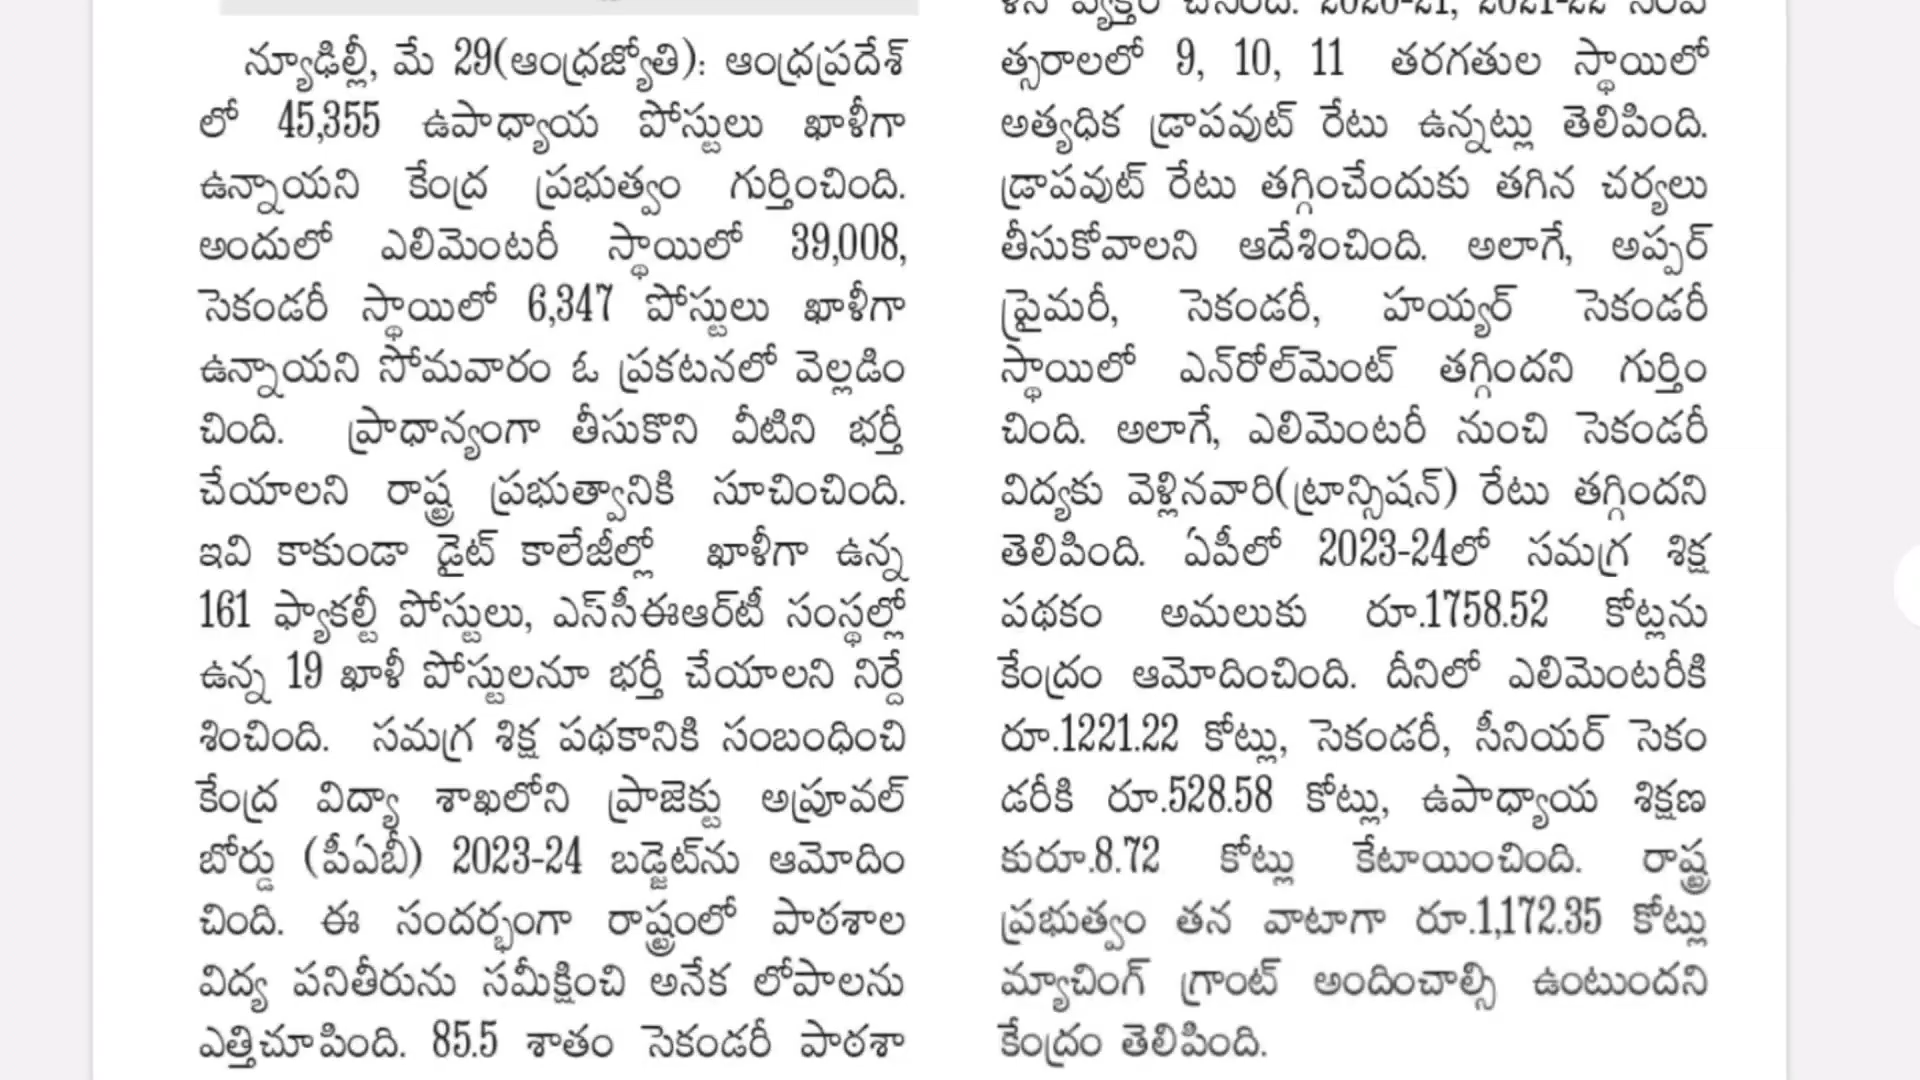 న్యూఢిల్లీ, మే 29(ఆంధ్రజ్యోతి): ఆంధ్రప్రదేశ్
లో 45,355 ఉపాధ్యాయ పోస్టులు ఖాళీగా
ఉన్నాయని కేంద్ర ప్రభుత్వం గుర్తించింది.
అందులో ఎలిమెంటరీ స్థాయిలో 39,008,
సెకండరీ స్థాయిలో 6,347 పోస్టులు ఖాళీగా
ఉన్నాయని సోమవారం ఓ ప్రకటనలో వెల్లడిం
చింది. ప్రాధాన్యంగా తీసుకొని వీటిని భర్తీ
చేయాలని రాష్ట్ర ప్రభుత్వానికి సూచించింది.
ఇవి కాకుండా డైట్ కాలేజీల్లో ఖాళీగా ఉన్న
161 ఫ్యాకల్టీ పోస్టులు, ఎస్‌సీఈఆర్‌టీ సంస్థల్లో
ఉన్న 19 ఖాళీ పోస్టులనూ భర్తీ చేయాలని నిర్దే
శించింది. సమగ్ర శిక్ష పథకానికి సంబంధించి
కేంద్ర విద్యా శాఖలోని ప్రాజెక్టు అప్రూవల్
బోర్డు (పీఏబీ) 2023-24 బడ్జెట్‌ను ఆమోదిం
చింది. ఈ సందర్భంగా రాష్ట్రంలో పాఠశాల
విద్య పనితీరును సమీక్షించి అనేక లోపాలను
ఎత్తిచూపింది. 85.5 శాతం సెకండరీ పాఠశా
త్సరాలలో 9, 10, 11 తరగతుల స్థాయిలో
అత్యధిక డ్రాపవుట్ రేటు ఉన్నట్లు తెలిపింది.
డ్రాపవుట్ రేటు తగ్గించేందుకు తగిన చర్యలు
తీసుకోవాలని ఆదేశించింది. అలాగే, అప్పర్
ప్రైమరీ, సెకండరీ, హయ్యర్ సెకండరీ
స్థాయిలో ఎన్‌రోల్‌మెంట్ తగ్గిందని గుర్తిం
చింది. అలాగే, ఎలిమెంటరీ నుంచి సెకండరీ
విద్యకు వెళ్లినవారి(ట్రాన్సిషన్) రేటు తగ్గిందని
తెలిపింది. ఏపీలో 2023-24లో సమగ్ర శిక్ష
పథకం అమలుకు రూ.1758.52 కోట్లను
కేంద్రం ఆమోదించింది. దీనిలో ఎలిమెంటరీకి
రూ.1221.22 కోట్లు, సెకండరీ, సీనియర్ సెకం
డరీకి రూ.528.58 కోట్లు, ఉపాధ్యాయ శిక్షణ
కురూ.8.72 కోట్లు కేటాయించింది. రాష్ట్ర
ప్రభుత్వం తన వాటాగా రూ.1,172.35 కోట్లు
మ్యాచింగ్ గ్రాంట్ అందించాల్సి ఉంటుందని
కేంద్రం తెలిపింది.